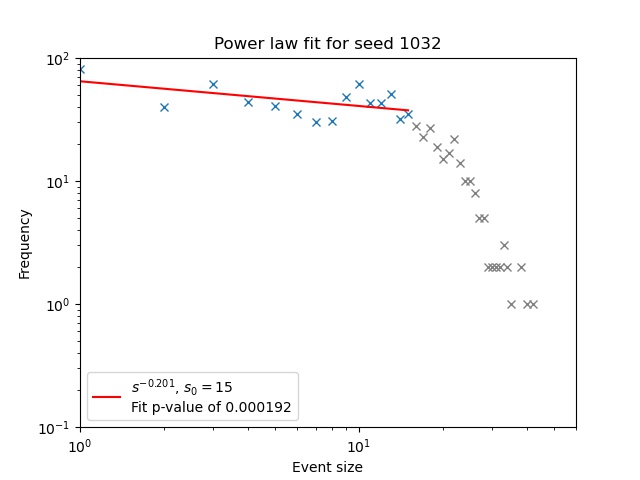 Power law fit for seed 1032
10²
10¹
10⁰
10⁻¹
Frequency
s^{-0.201}, s₀ = 15
Fit p-value of 0.000192
10⁰
10¹
Event size